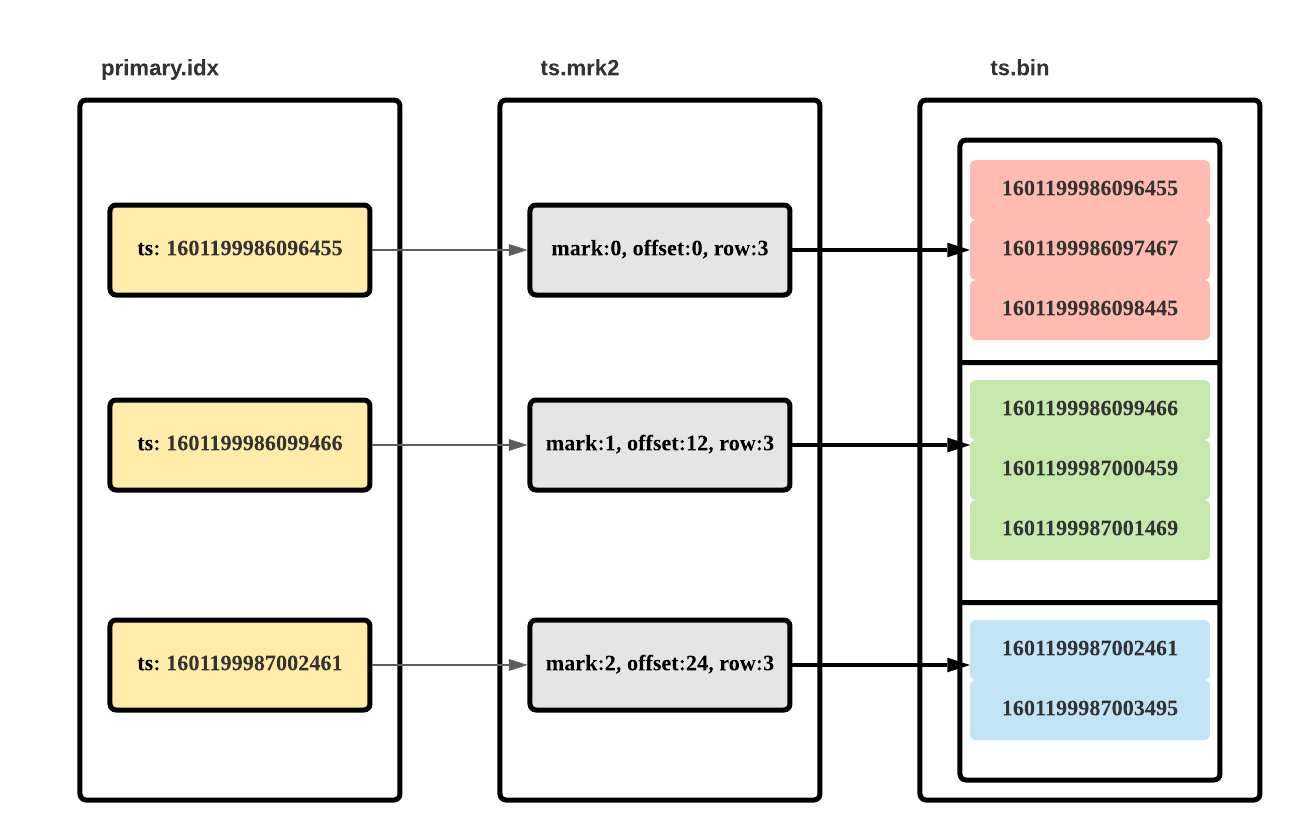 primary.idx
ts.mrk2
ts.bin
ts: 1601199986096455
mark:0, offset:0, row:3
1601199986096455
1601199986097467
1601199986098445
ts: 1601199986099466
mark:1, offset:12, row:3
1601199986099466
1601199987000459
1601199987001469
ts: 1601199987002461
mark:2, offset:24, row:3
1601199987002461
1601199987003495